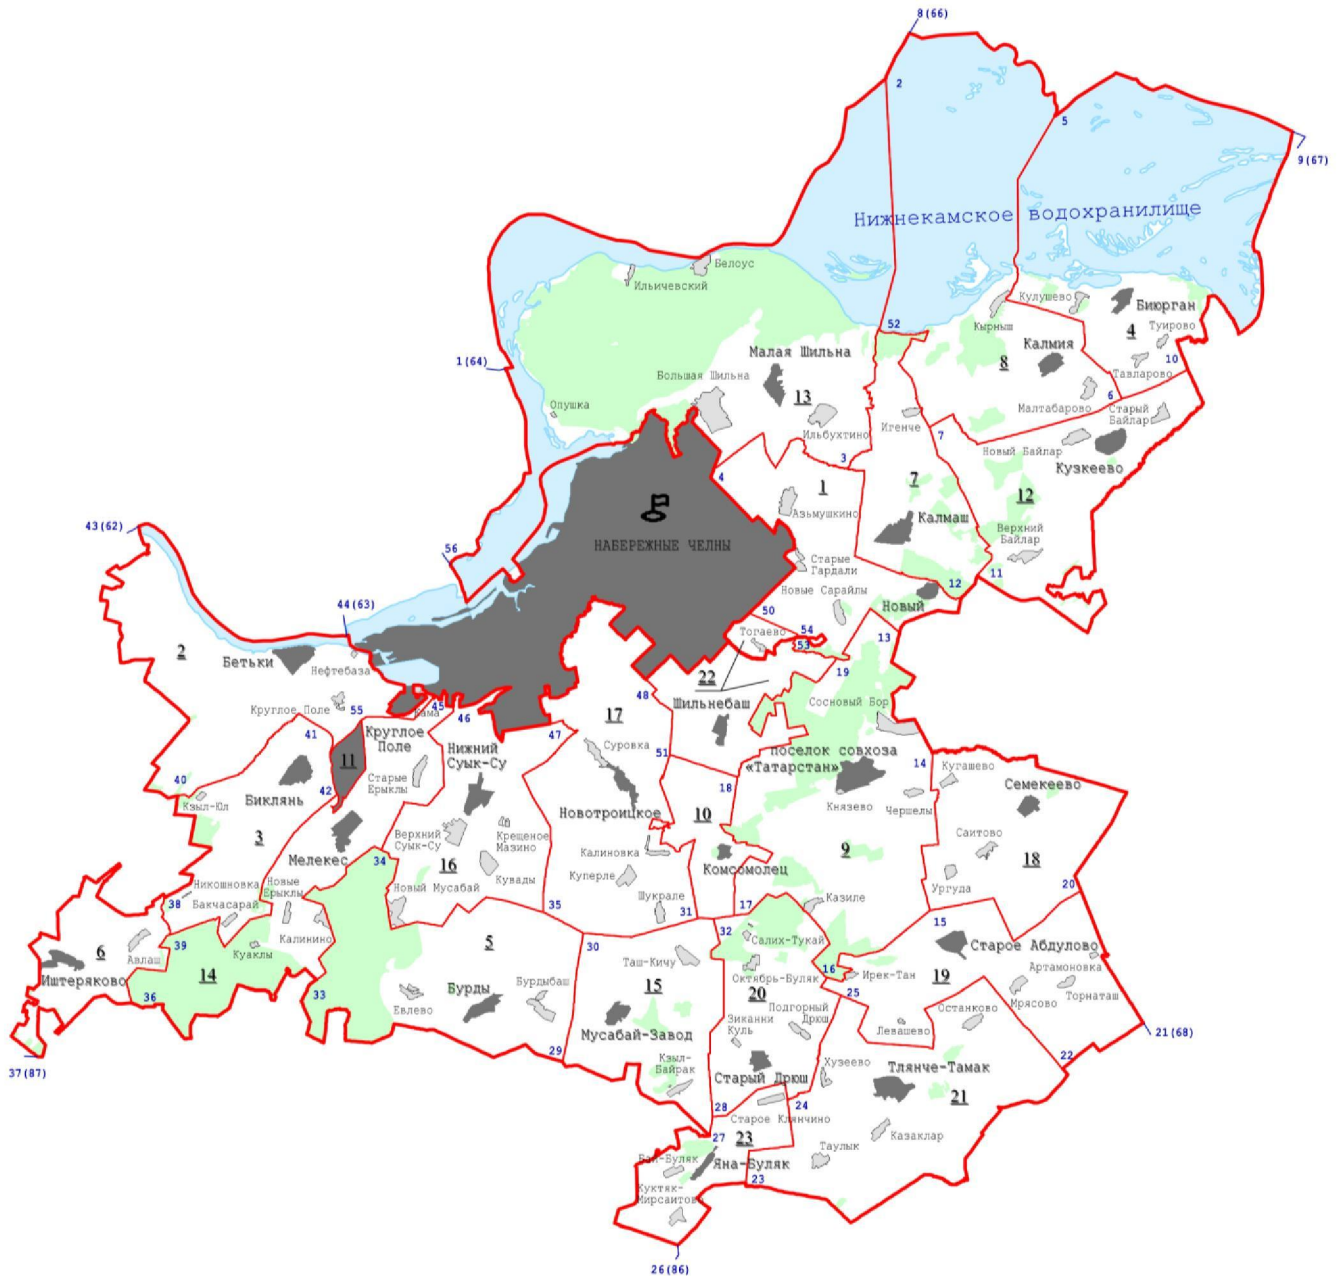 8(66)
2
5
9(67)
Нижнекамское водохранилище
Белоус
Ильичевский
Кулушево
Биюрган
52
Кырныш
4
Туирово
Калмия
1(64)
Малая Шильна
8
10
Тавларово
Большая Шильна
13
6
Опушка
Малтабарово
Старый
Байлар
Ильбухтино
Игенче
7
Новый Байлар
3
Кузкеево
4
1
7
12
Азьмушкино
Калмаш
43(62)
Верхний
Байлар
НАБЕРЕЖНЫЕ ЧЕЛНЫ
56
Старые
Гардали
12
11
Новые Сарайлы
44(63)
Новый
50
Тогаево
54
53
13
2
Бетьки
Нефтебаза
22
19
48
Шильнебаш
Сосновый Бор
Круглое Поле
55
45
46
Кама
17
41
Круглое
Поле
47
Нижний
Суык-Су
Суровка
51
поселок совхоза
«Татарстан»
14
Кугашево
11
40
Старые
Ерыклы
18
Семекеево
Биклянь
42
Князево
Челны
Кзыл-Юл
Новотроицкое
10
3
Верхний
Суык-Су
Крещеное
Мазино
Саитово
Мелекес
34
16
Калиновка
9
18
Комсомолец
Куперле
Кувады
Ургуда
20
Никошновка
Новые
Ерыклы
Новый Мусабай
Шукрале
Казиле
38
Бакчасарай
35
31
17
15
39
Калинино
5
30
32
Салих-Тукай
Старое Абдулово
6
Авлаш
Куаклы
Таш-Кичу
16
Ирек-Тан
19
Артамоновка
Иштеряково
14
15
Октябрь-Буляк
Мрясово
Торнаташ
36
33
Бурды
Бурдыбаш
20
25
Евлево
Подгорный
Дрюш
Останково
Зиканки
Куль
Левашево
21(68)
Мусабай-Завод
29
22
37(87)
Кзыл-
Байрак
Хузеево
Тлянче-Тамак
Старый Дрюш
21
28
24
Старое Клянчино
27
23
Казаклар
Бай-Буляк
Яна-Буляк
Таулык
23
Куктяк-
Мирсаитово
26(86)